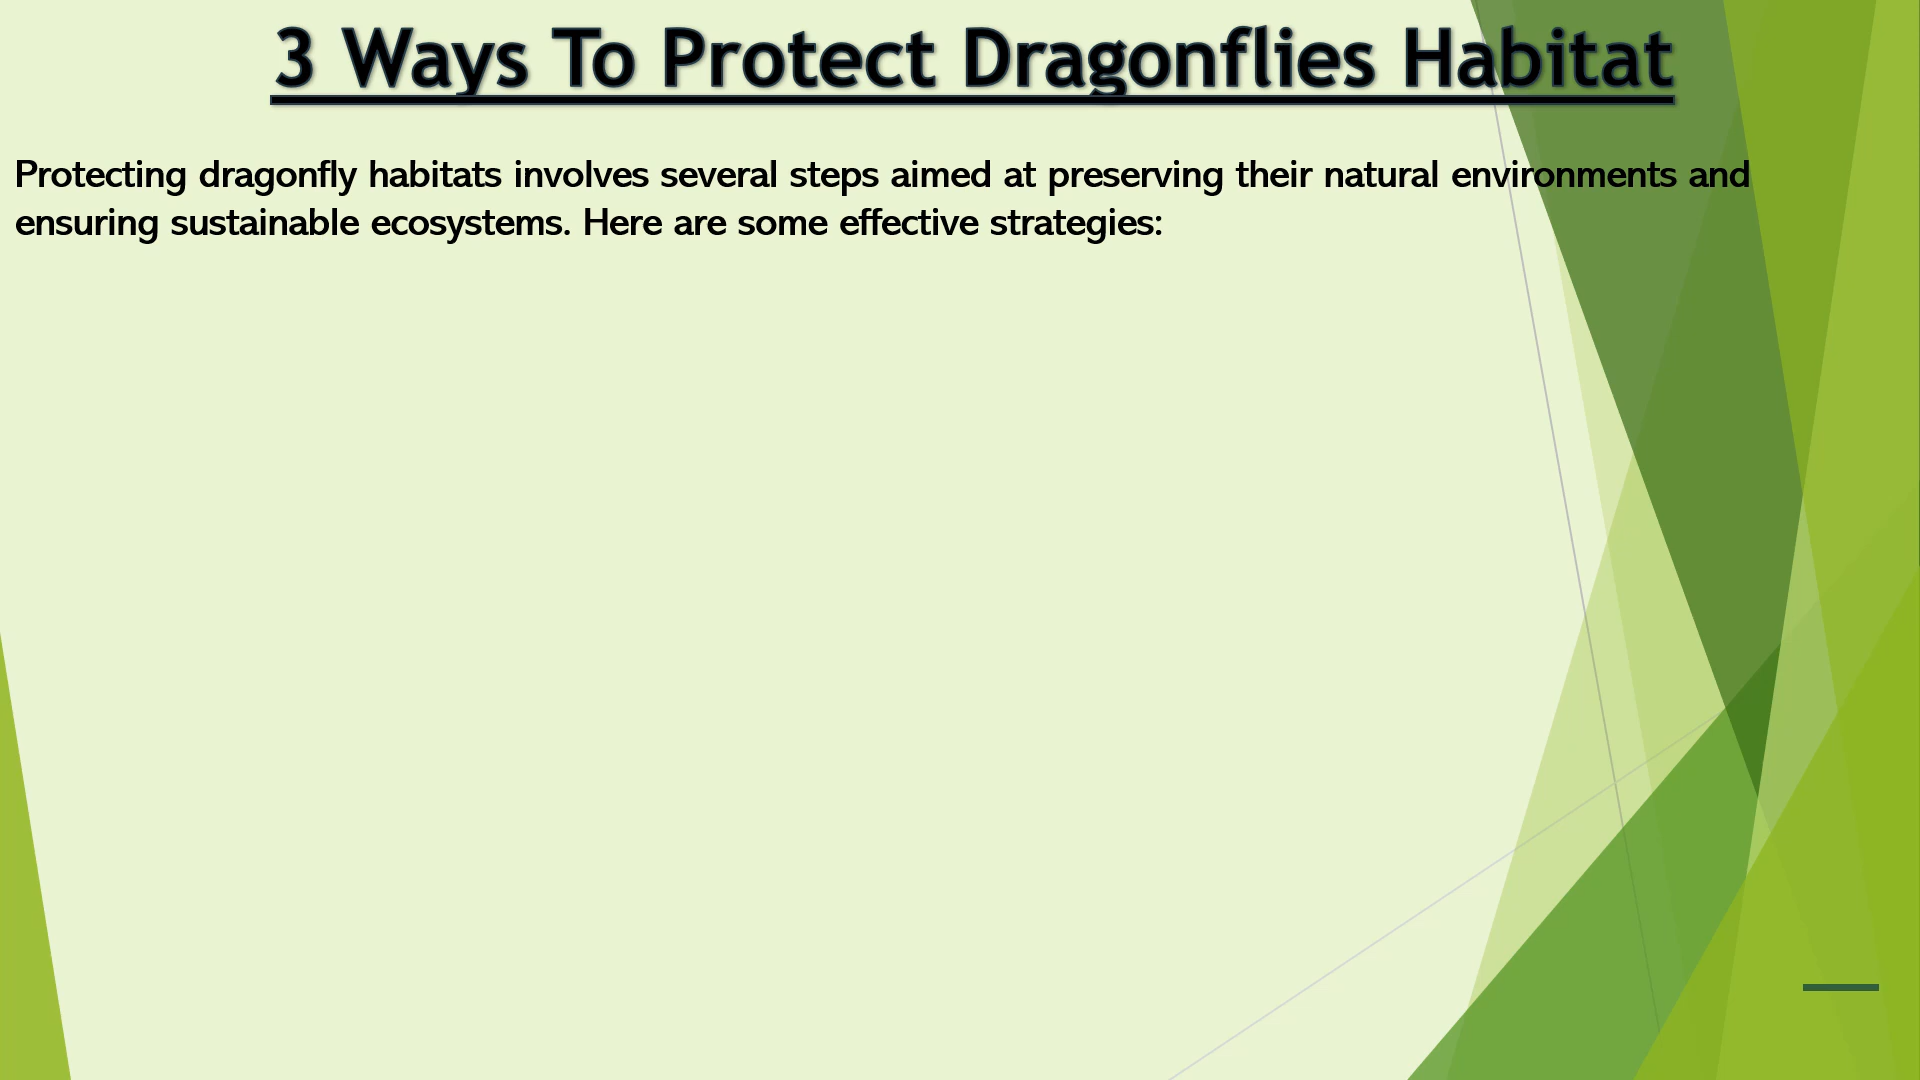 3 Ways To Protect Dragonflies Habitat
Protecting dragonfly habitats involves several steps aimed at preserving their natural environments and
ensuring sustainable ecosystems. Here are some effective strategies: